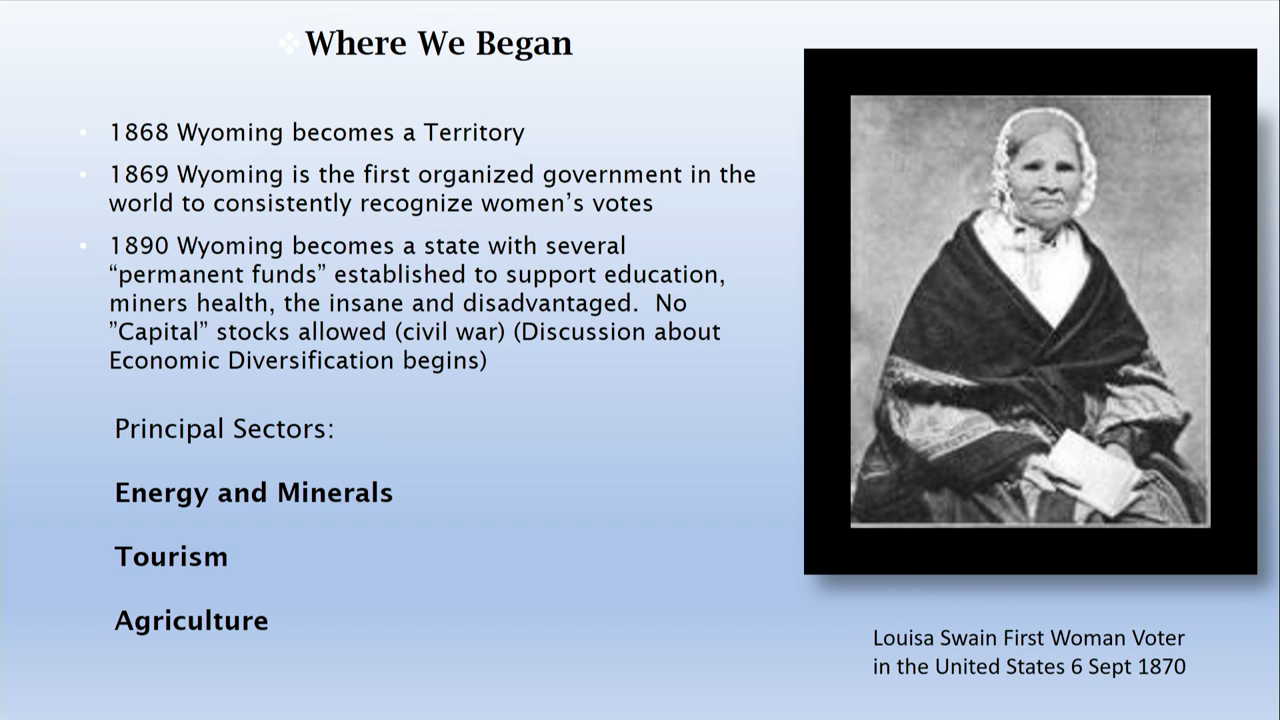 Where We Began
1868 Wyoming becomes a Territory
1869 Wyoming is the first organized government in the
world to consistently recognize women’s votes
1890 Wyoming becomes a state with several
“permanent funds” established to support education,
miners health, the insane and disadvantaged.  No
”Capital” stocks allowed (civil war) (Discussion about
Economic Diversification begins)
Principal Sectors:
Energy and Minerals
Tourism
Agriculture
Louisa Swain First Woman Voter
in the United States 6 Sept 1870